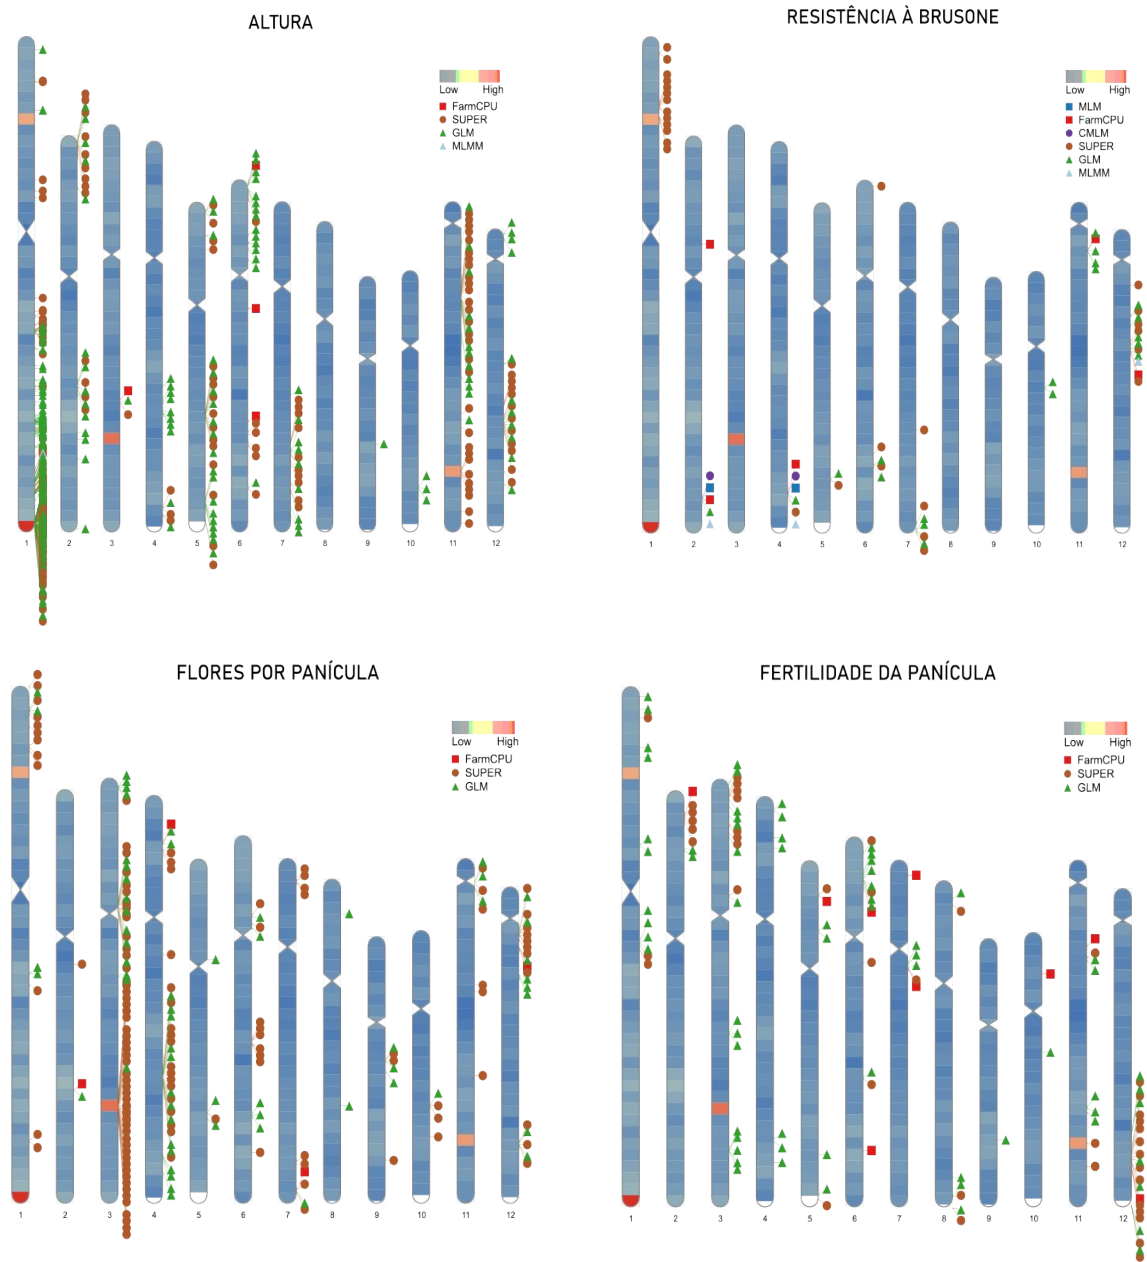 ALTURA
Low High
FarmCPU
SUPER
GLM
MLMM
1 2 3 4 5 6 7 8 9 10 11 12
RESISTÊNCIA À BRUSONE
Low High
MLM
FarmCPU
CMLM
SUPER
GLM
MLMM
1 2 3 4 5 6 7 8 9 10 11 12
FLORES POR PANÍCULA
Low High
FarmCPU
SUPER
GLM
1 2 3 4 5 6 7 8 9 10 11 12
FERTILIDADE DA PANÍCULA
Low High
FarmCPU
SUPER
GLM
1 2 3 4 5 6 7 8 9 10 11 12